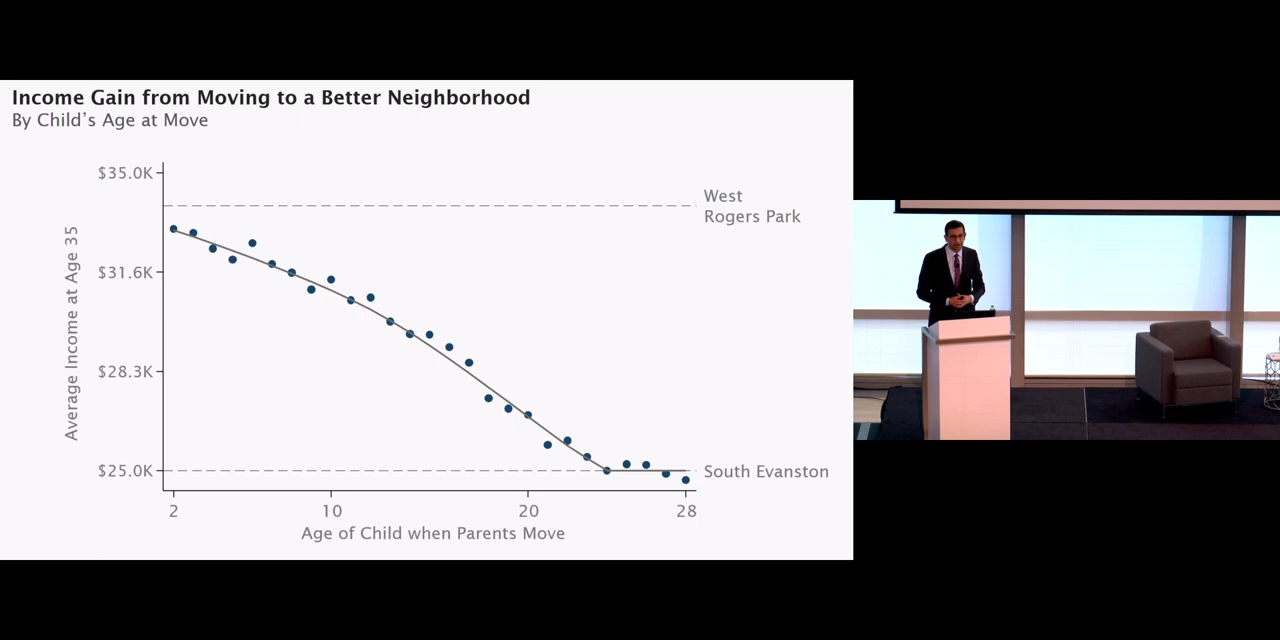 Income Gain from Moving to a Better Neighborhood
By Child's Age at Move
Average Income at Age 35
$35.0K
$31.6K
$28.3K
$25.0K
West
Rogers Park
South Evanston
2
10
20
28
Age of Child when Parents Move